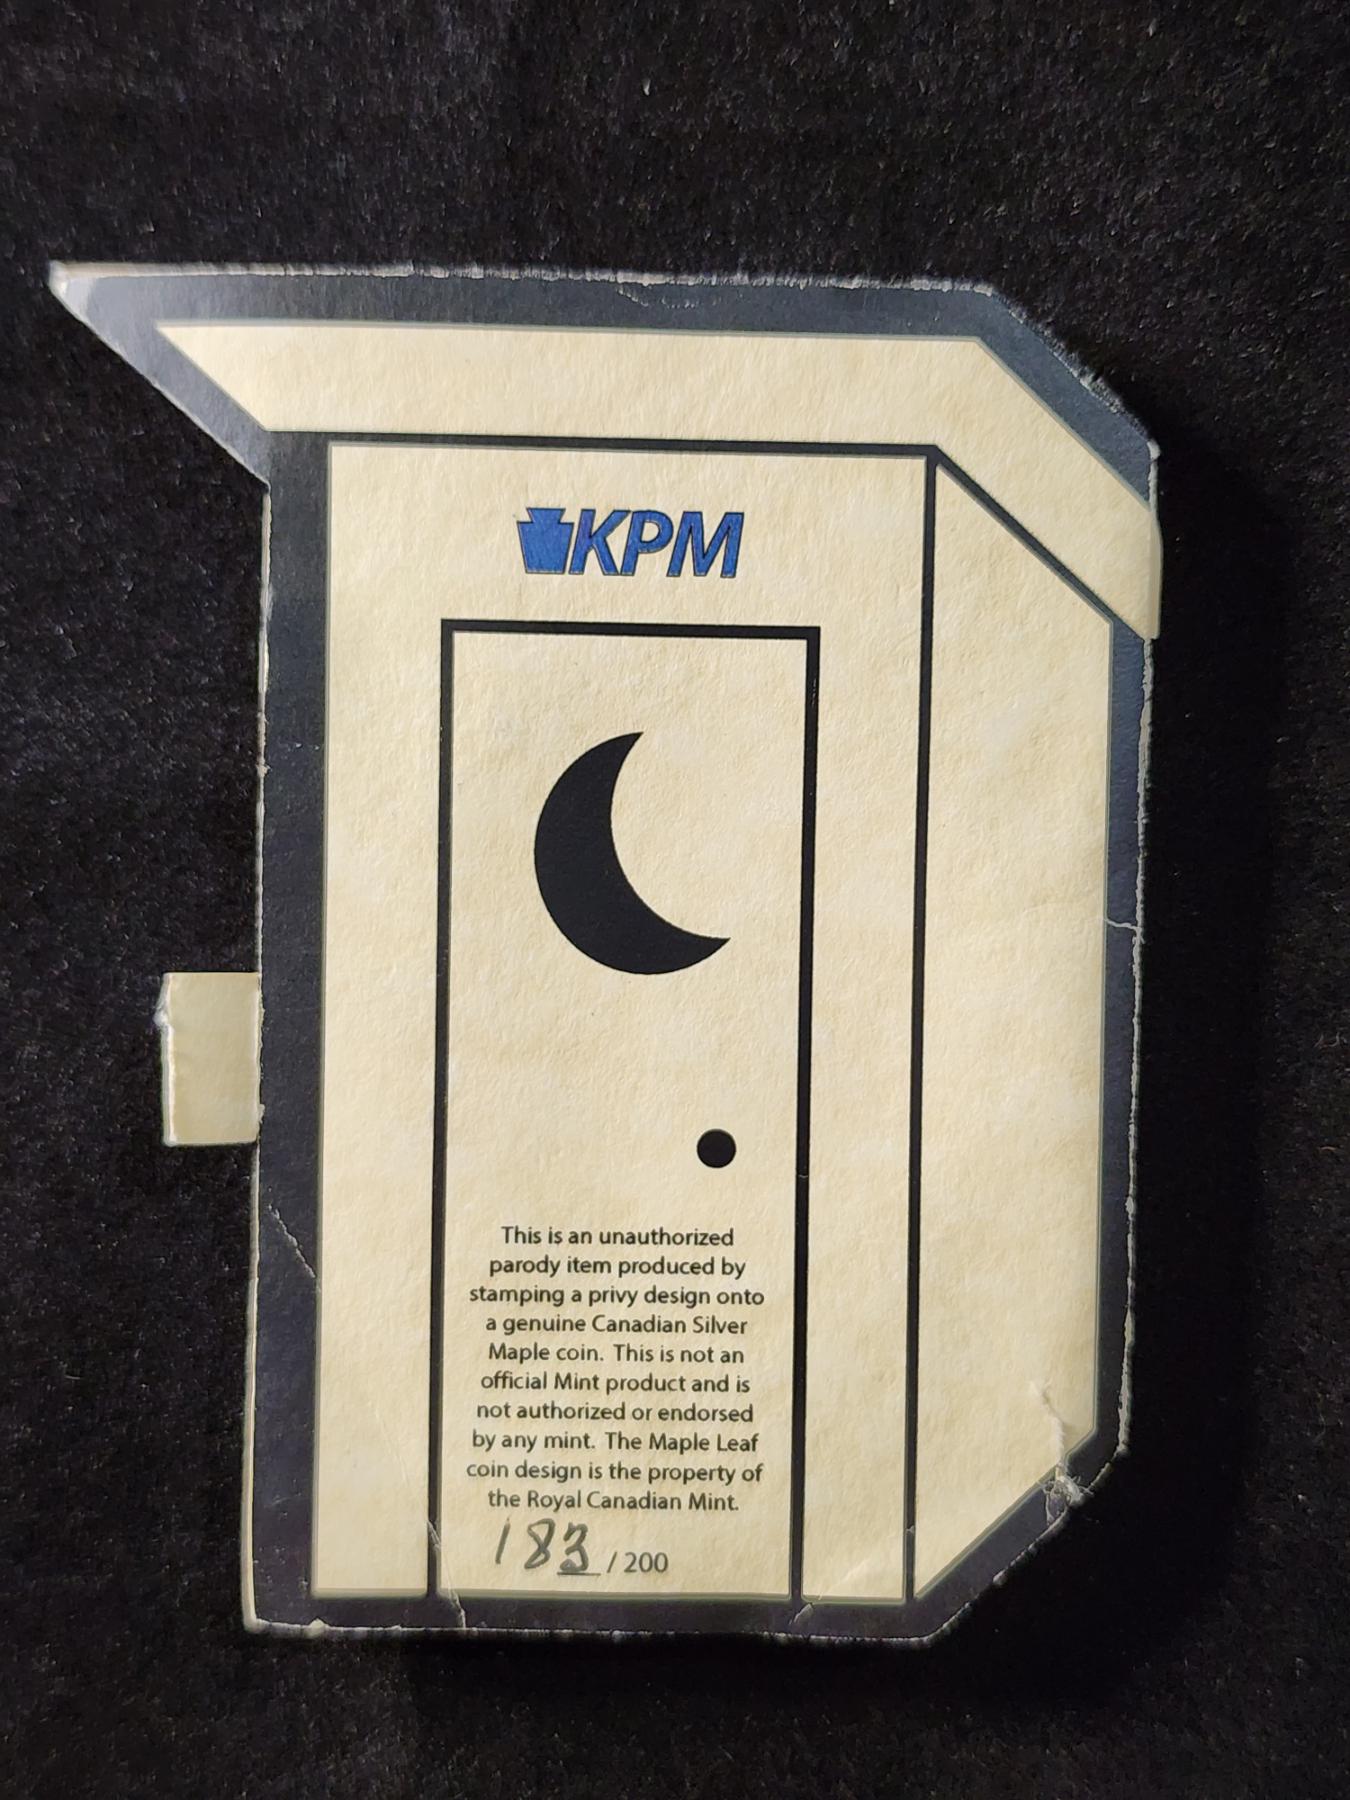 KPM
This is an unauthorized
parody item produced by
stamping a privy design onto
a genuine Canadian Silver
Maple coin. This is not an
official Mint product and is
not authorized or endorsed
by any mint. The Maple Leaf
coin design is the property of
the Royal Canadian Mint.
183 / 200